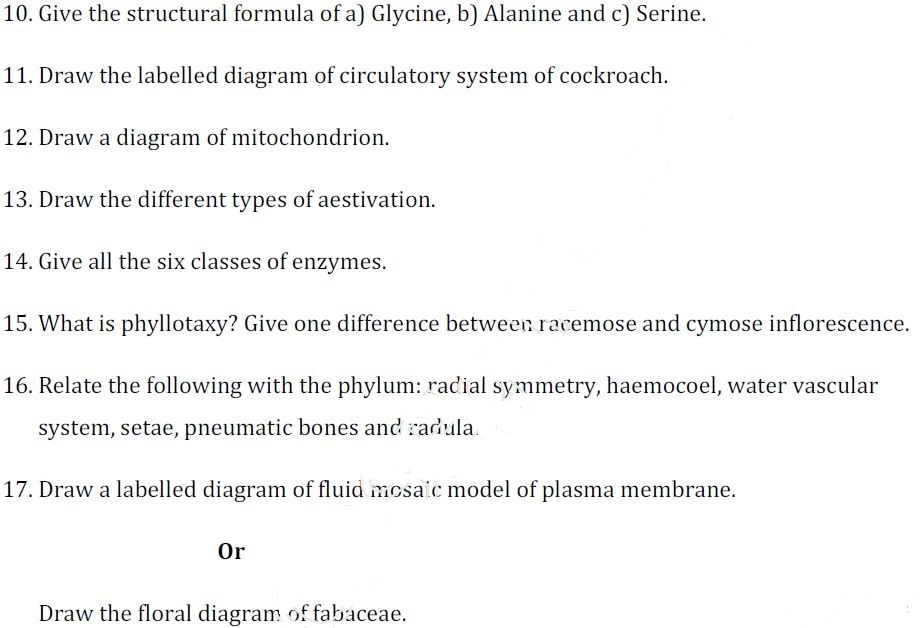 10. Give the structural formula of a) Glycine, b) Alanine and c) Serine.
11. Draw the labelled diagram of circulatory system of cockroach.
12. Draw a diagram of mitochondrion.
13. Draw the different types of aestivation.
14. Give all the six classes of enzymes.
15. What is phyllotaxy? Give one difference between racemose and cymose inflorescence.
16. Relate the following with the phylum: radial symmetry, haemocoel, water vascular
system, setae, pneumatic bones and radula.
17. Draw a labelled diagram of fluid mosaic model of plasma membrane.
Or
Draw the floral diagram of fabaceae.